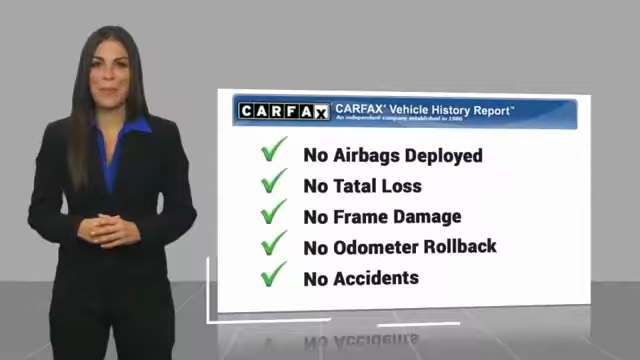 CARFAX CARFAX® Vehicle History Report™
An independent company established in 1986
No Airbags Deployed
No Tatal Loss
No Frame Damage
No Odometer Rollback
No Accidents